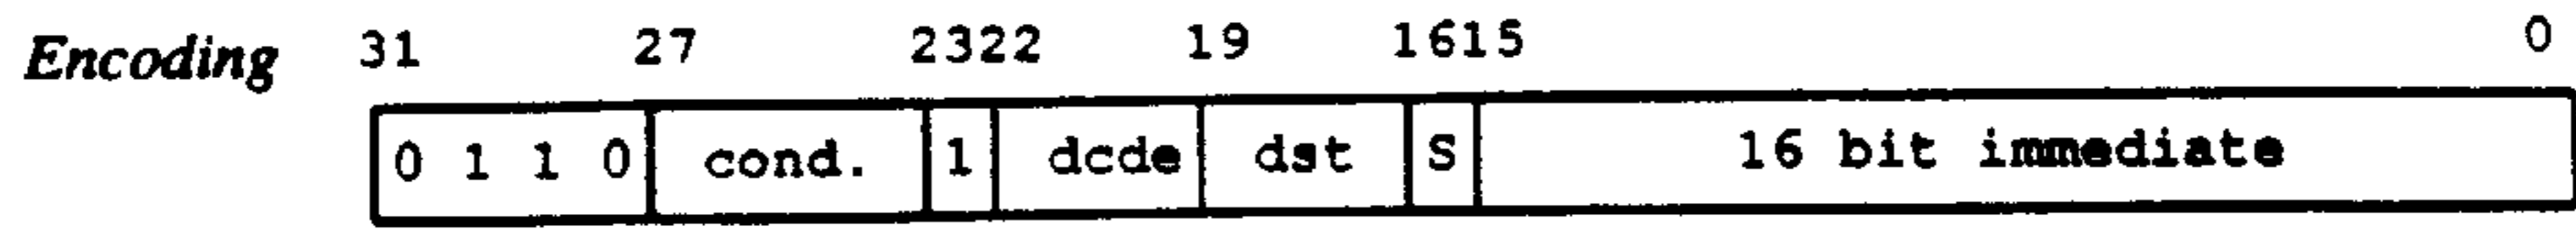 Encoding 31 27 2322 19 1615 0
0 1 1 0 cond. 1 dcde dst S 16 bit immediate